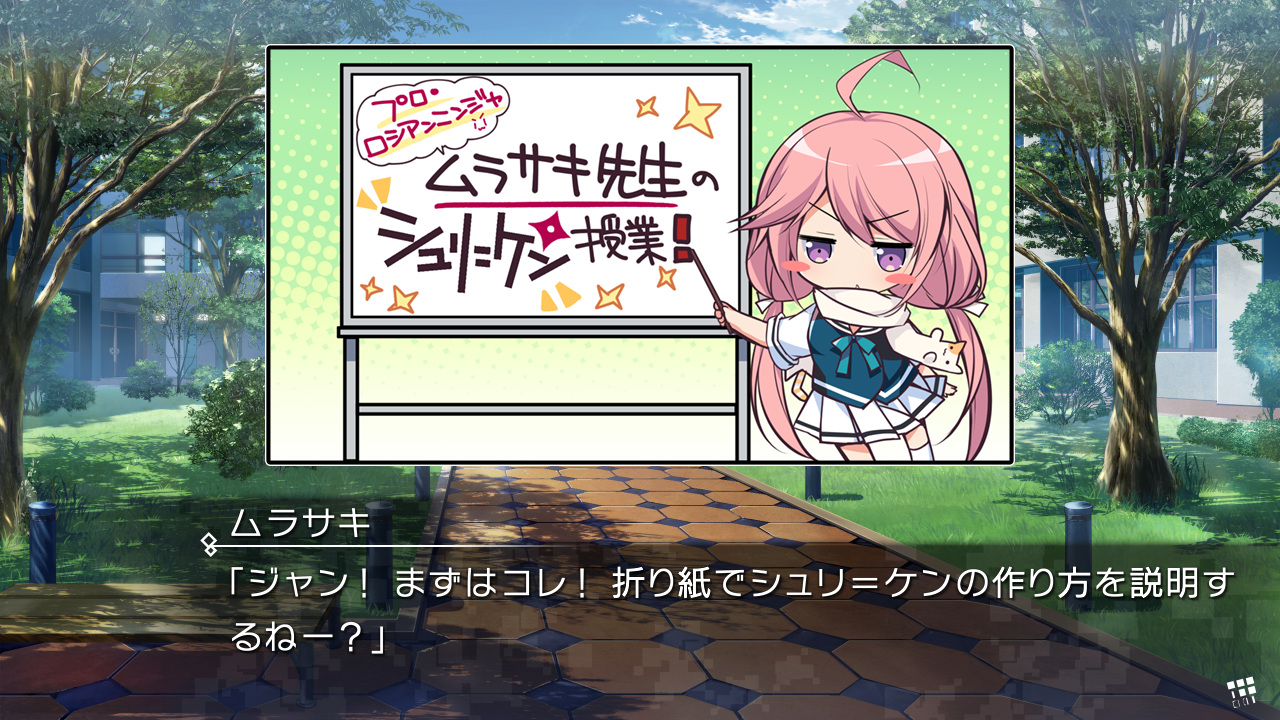 プロ・
ロシアンニンジャ
ムラサキ先生の
シュリ=ケン授業!
ムラサキ
「ジャン！ まずはコレ！ 折り紙でシュリ＝ケンの作り方を説明す
るねー？」